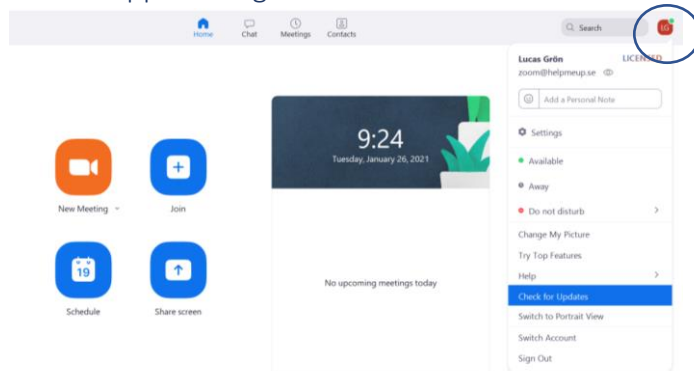 Home
Chat
Meetings
Contacts
Search
LG
Lucas Grön LICENSED
zoom@helpmeup.se
Add a Personal Note
Settings
Available
Away
Do not disturb
Change My Picture
Try Top Features
Help
Check for Updates
Switch to Portrait View
Switch Account
Sign Out
9:24
Tuesday, January 26, 2021
No upcoming meetings today
New Meeting
Join
19
Schedule
Share screen